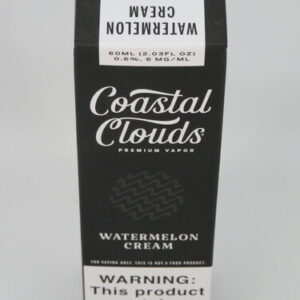 WATERMELON
CREAM
60ML (2.03FL OZ)
0.6%, 6 MG/ML
Coastal
Clouds
PREMIUM VAPOR
WATERMELON
CREAM
FOR VAPING ONLY. THIS IS NOT A FOOD PRODUCT.
WARNING:
This product